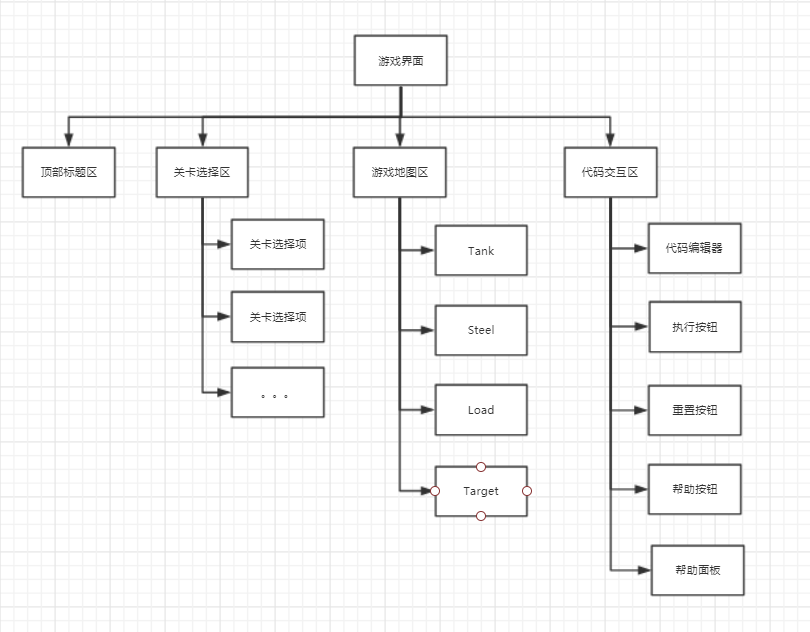 游戏界面
顶部标题区
关卡选择区
游戏地图区
代码交互区
关卡选择项
关卡选择项
。。。
Tank
Steel
Load
Target
代码编辑器
执行按钮
重置按钮
帮助按钮
帮助面板